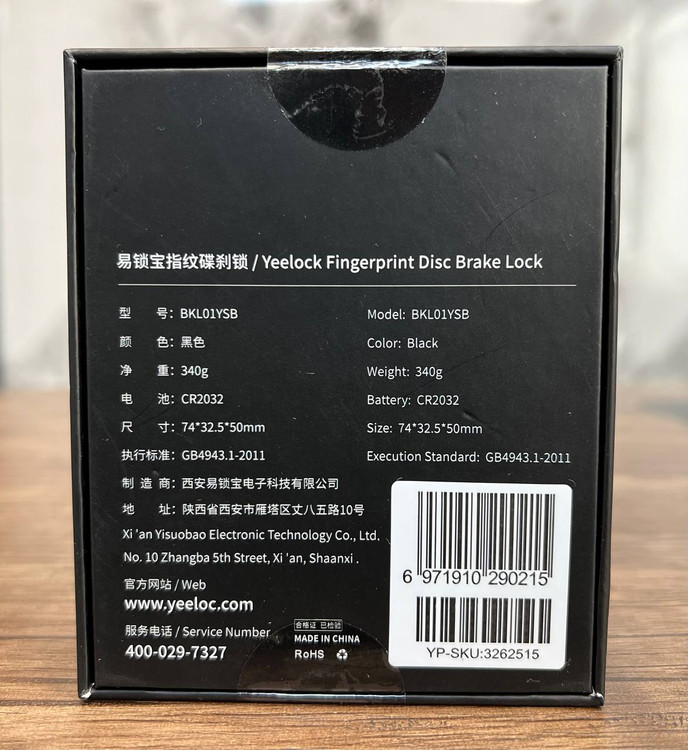 易锁宝指纹碟刹锁 / Yeelock Fingerprint Disc Brake Lock
型 号: BKL01YSB Model: BKL01YSB
颜 色: 黑色 Color: Black
净 重: 340g Weight: 340g
电 池: CR2032 Battery: CR2032
尺 寸: 74*32.5*50mm Size: 74*32.5*50mm
执行标准: GB4943.1-2011 Execution Standard: GB4943.1-2011
制 造 商: 西安易锁宝电子科技有限公司
地 址: 陕西省西安市雁塔区丈八五路10号
Xi 'an Yisuobao Electronic Technology Co., Ltd.
No. 10 Zhangba 5th Street, Xi 'an, Shaanxi .
官方网站 / Web
www.yeeloc.com
服务电话 / Service Number
400-029-7327
合格证 已检验
MADE IN CHINA
RoHS
6 971910 290215
YP-SKU:3262515